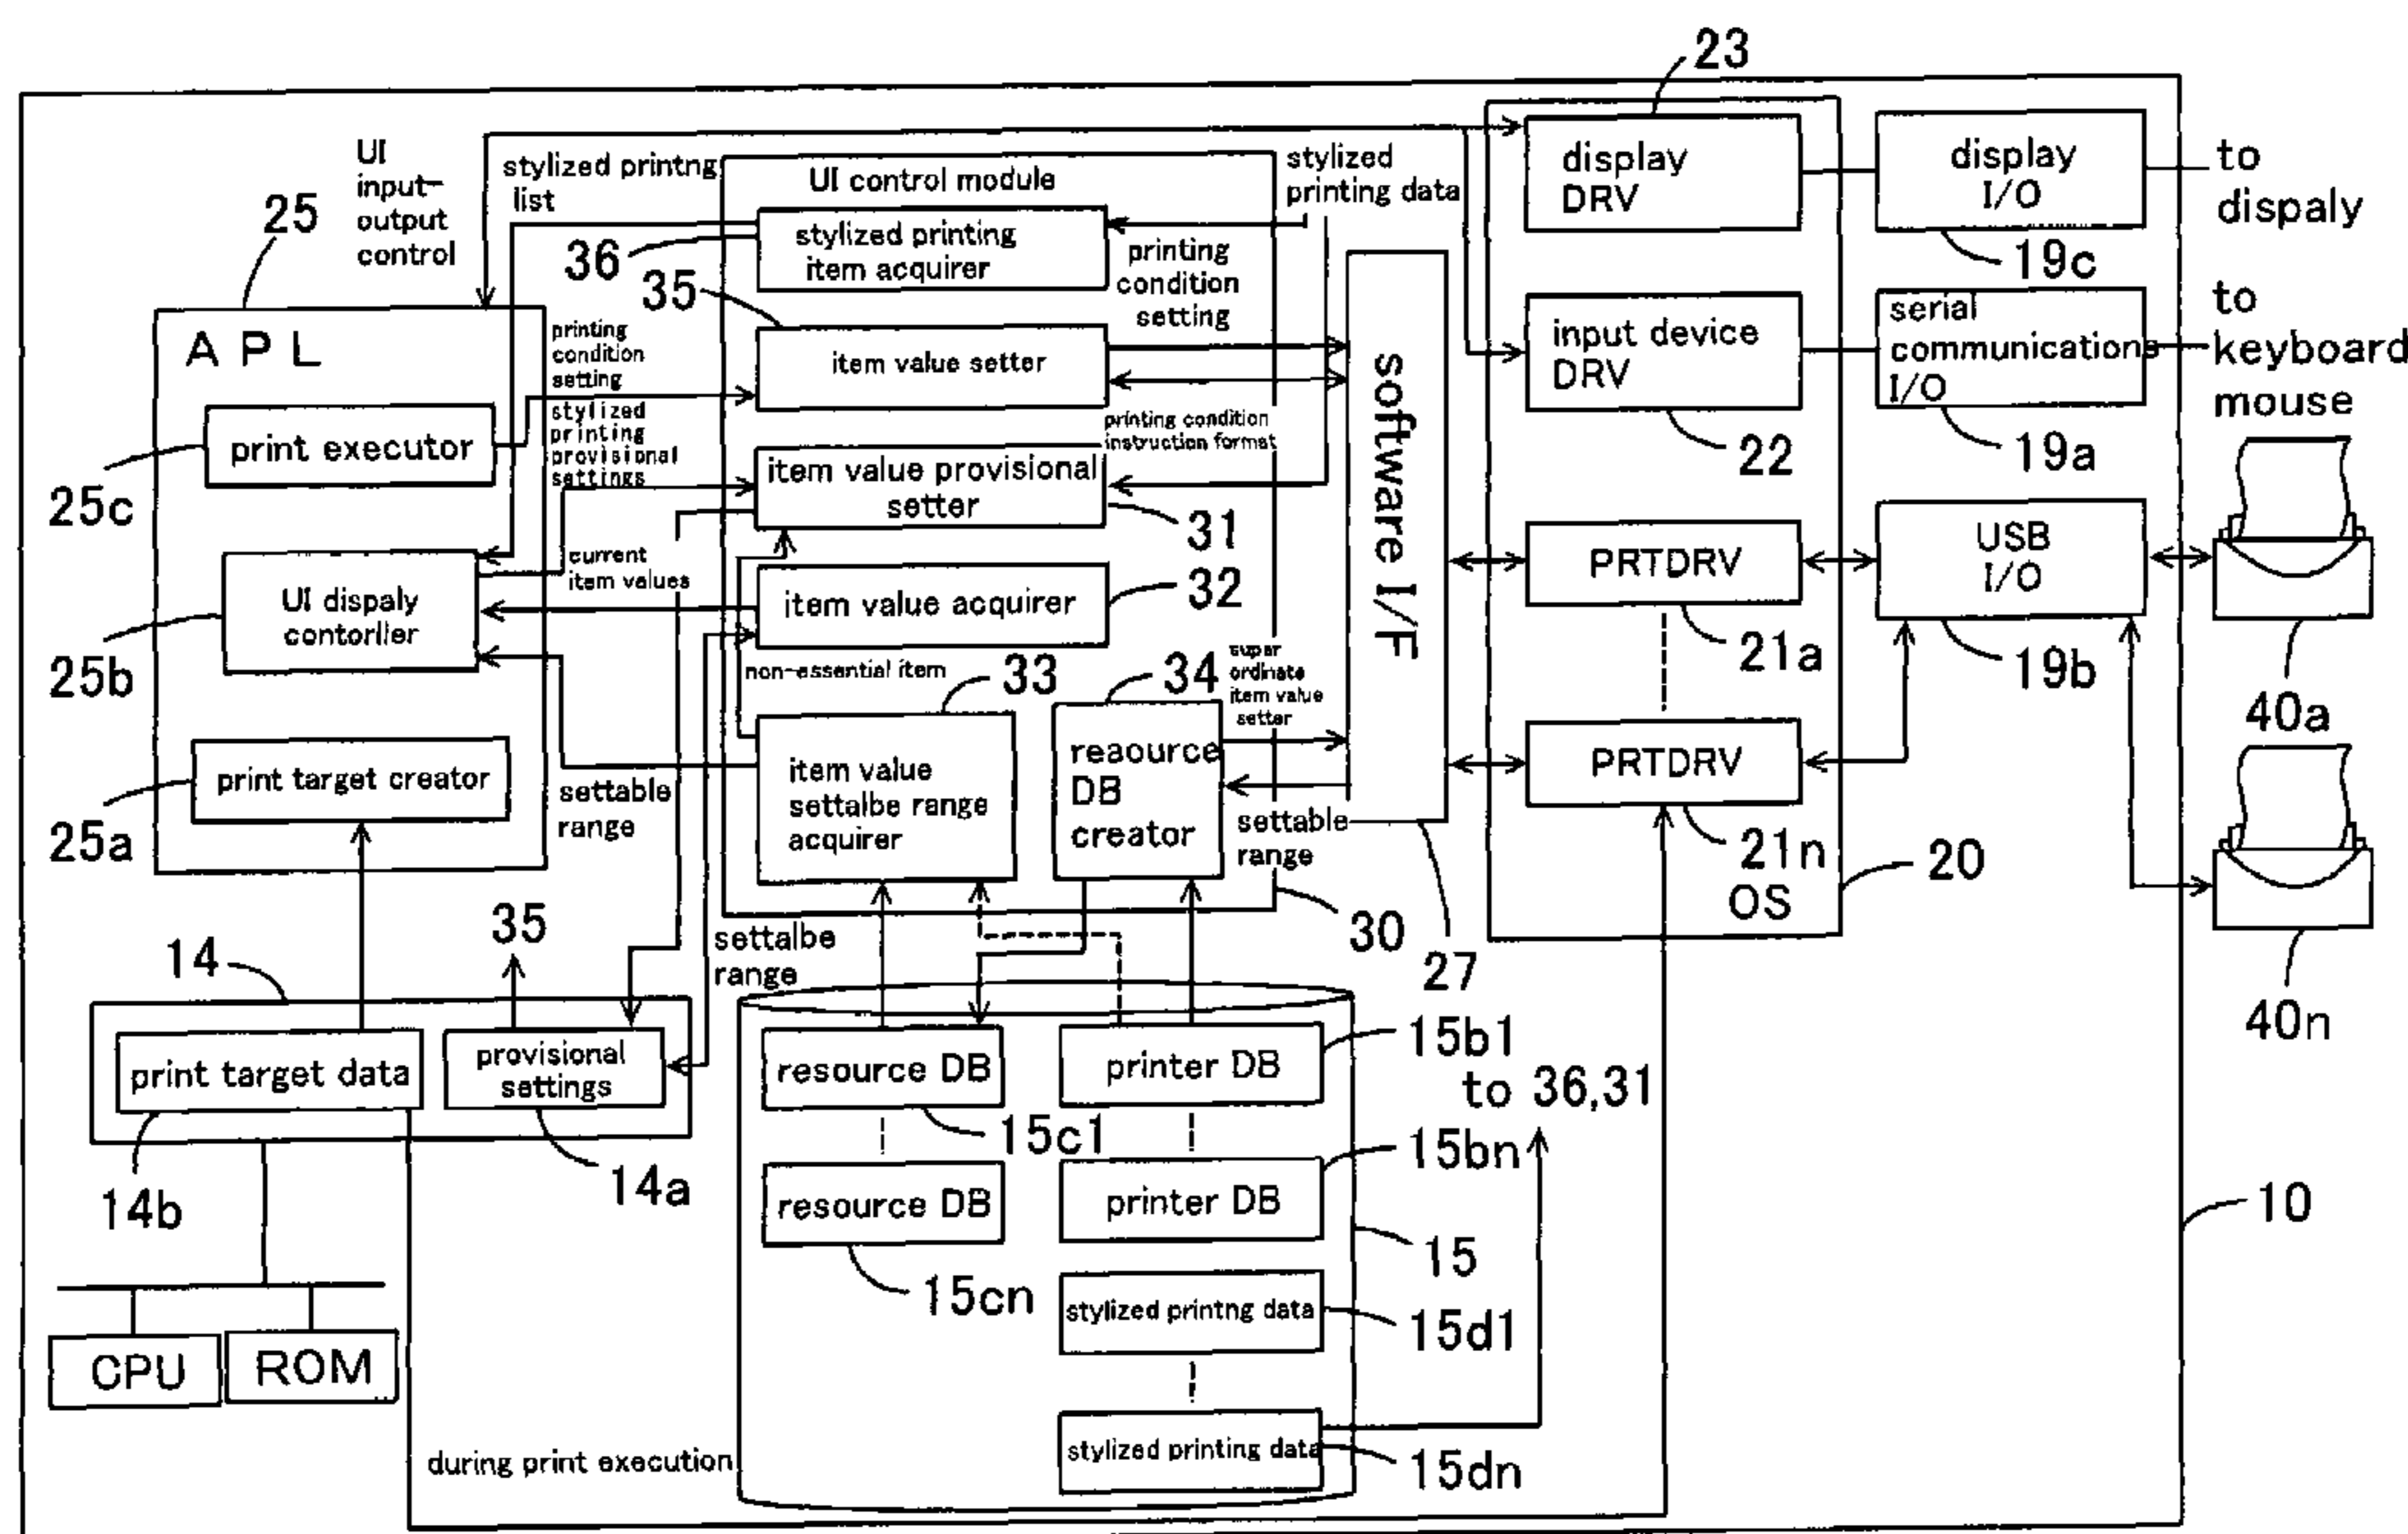 23
UI
input-
output
control
stylized printng
list
UI control module
stylized
printing data
display
DRV
display
I/O
to
dispaly
25
36
stylized printing
item acquirer
printing
condition
setting
19c
35
A P L
printing
condition
setting
item value setter
software I/F
input device
DRV
serial
communications
I/O
to
keyboard
mouse
print executor
stylized
printing
provisional
settings
printing condition
instruction format
22
19a
25c
item value provisional
setter
31
PRTDRV
USB
I/O
UI dispaly
contorller
current
item values
item value acquirer
32
21a
19b
40a
25b
non-essential item
33
34
super
ordinate
item value
setter
print target creator
item value
settalbe range
acquirer
reaource
DB
creator
PRTDRV
25a
settable
range
settable
range
21n
OS
20
35
30
27
14
settalbe
range
40n
print target data
provisional
settings
resource DB
printer DB
15b1
to 36,31
14b
14a
15c1
15bn
resource DB
printer DB
10
15cn
15
CPU
ROM
stylized printng data
15d1
during print execution
stylized printing data
15dn